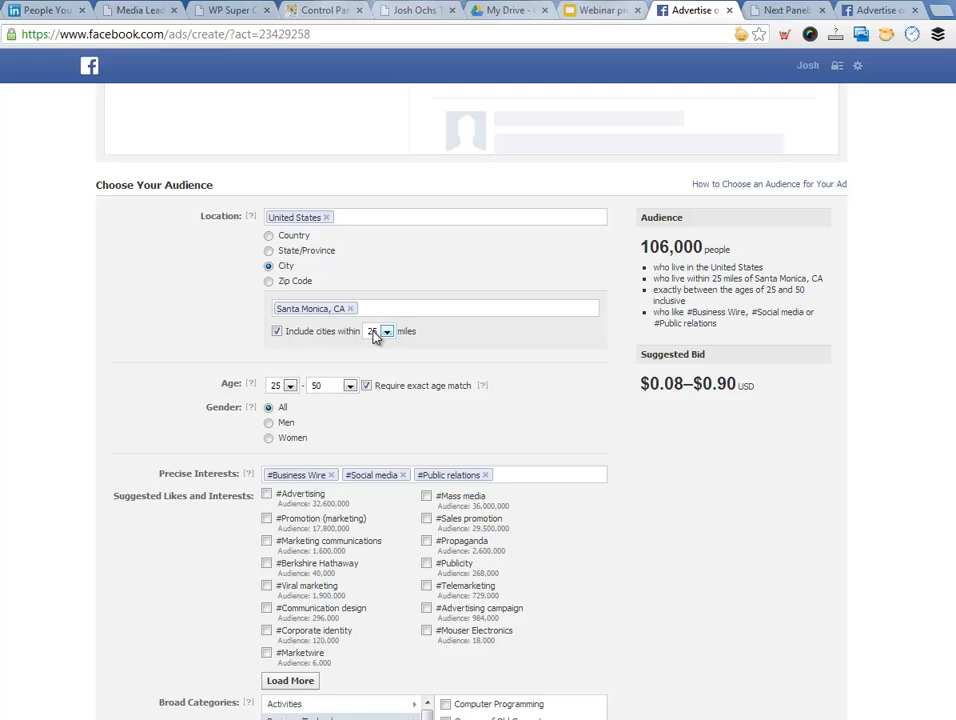 People You
Media Lead
WP Super C
Control Pan
Josh Ochs T
My Drive -
Webinar pr
Advertise o
Next Paneli
Advertise o
https://www.facebook.com/ads/create/?act=23429258
Josh
Choose Your Audience
How to Choose an Audience for Your Ad
Location: [?]
United States ×
Country
State/Province
City
Zip Code
Santa Monica, CA ×
Include cities within 25 miles
Age: [?] 25 - 50 Require exact age match [?]
Gender: [?] All
Men
Women
Precise Interests: [?] #Business Wire × #Social media × #Public relations ×
Suggested Likes and Interests:
#Advertising
Audience: 32,600,000
#Promotion (marketing)
Audience: 17,800,000
#Marketing communications
Audience: 1,600,000
#Berkshire Hathaway
Audience: 40,000
#Viral marketing
Audience: 1,900,000
#Communication design
Audience: 296,000
#Corporate identity
Audience: 120,000
#Marketwire
Audience: 6,000
#Mass media
Audience: 36,000,000
#Sales promotion
Audience: 29,500,000
#Propaganda
Audience: 2,600,000
#Publicity
Audience: 268,000
#Telemarketing
Audience: 729,000
#Advertising campaign
Audience: 984,000
#Mouser Electronics
Audience: 18,000
Load More
Broad Categories: [?]
Activities
Computer Programming
Audience
106,000 people
who live in the United States
who live within 25 miles of Santa Monica, CA
exactly between the ages of 25 and 50
inclusive
who like #Business Wire, #Social media or
#Public relations
Suggested Bid
$0.08–$0.90 USD